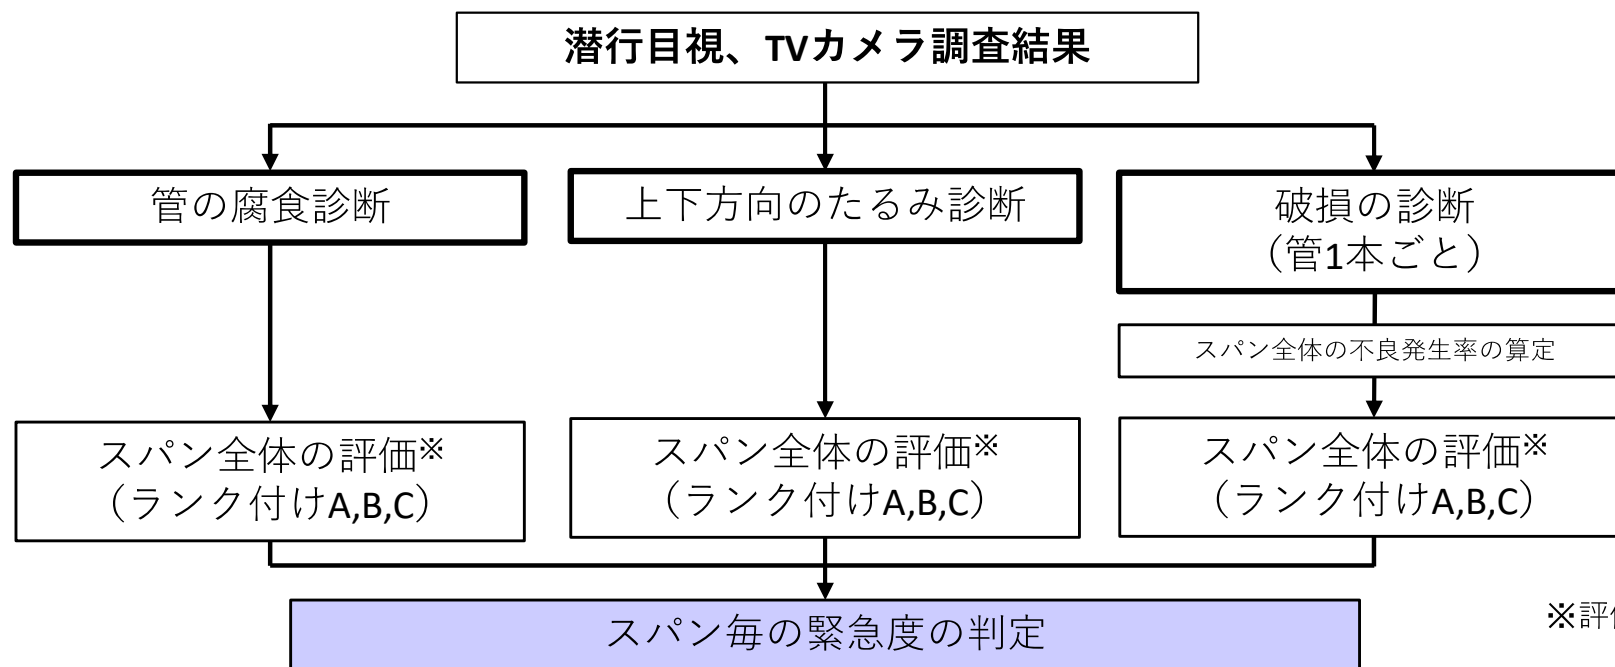 潜行目視、TVカメラ調査結果
管の腐食診断
上下方向のたるみ診断
破損の診断
（管1本ごと）
スパン全体の不良発生率の算定
スパン全体の評価※
（ランク付けA,B,C）
スパン全体の評価※
（ランク付けA,B,C）
スパン全体の評価※
（ランク付けA,B,C）
スパン毎の緊急度の判定
※評価